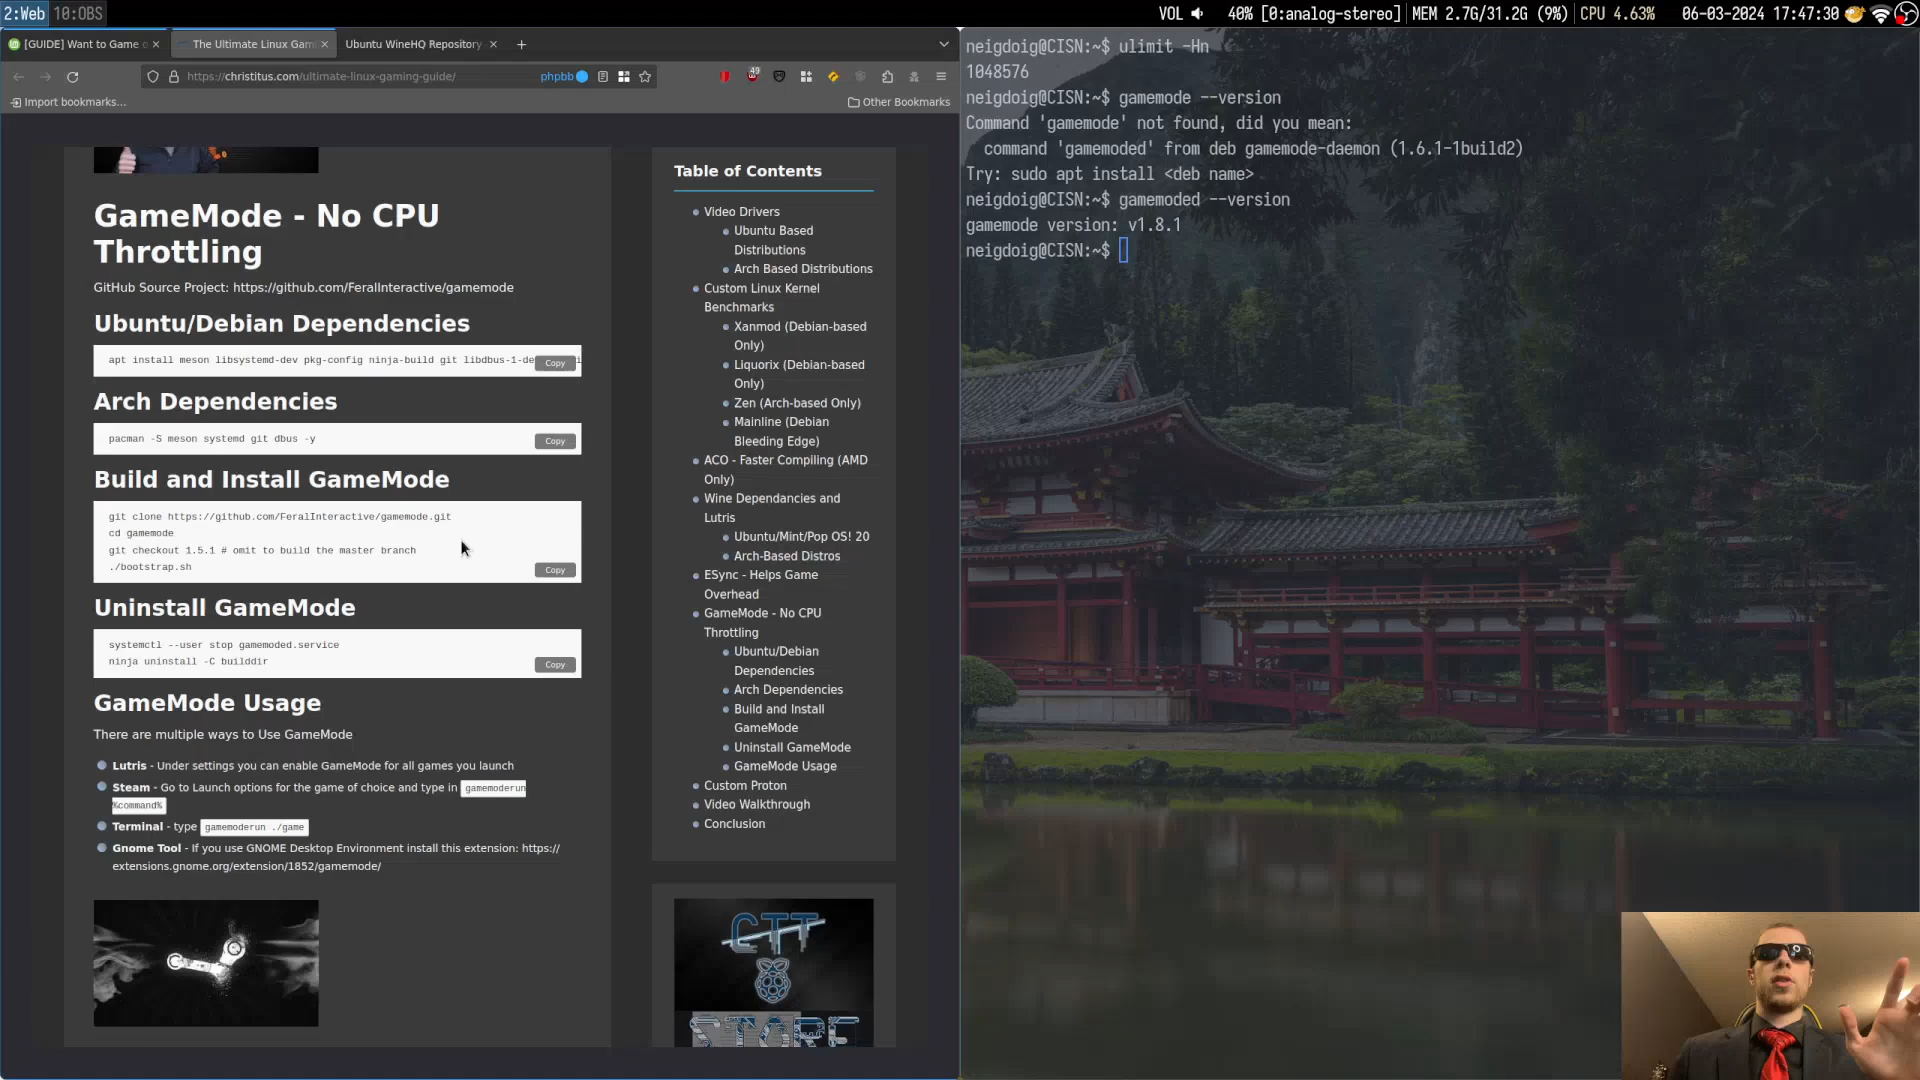 2:Web 10:OBS
VOL 40% [0:analog-stereo] MEM 2.7G/31.2G (9%) CPU 4.63% 06-03-2024 17:47:30
[GUIDE] Want to Game
The Ultimate Linux Gam
Ubuntu WineHQ Repository
https://christitus.com/ultimate-linux-gaming-guide/
phpbb
49
Import bookmarks...
Other Bookmarks
GameMode - No CPU
Throttling
GitHub Source Project: https://github.com/FeralInteractive/gamemode
Ubuntu/Debian Dependencies
apt install meson libsystemd-dev pkg-config ninja-build git libdbus-1-de
Copy
Arch Dependencies
pacman -S meson systemd git dbus -y
Copy
Build and Install GameMode
git clone https://github.com/FeralInteractive/gamemode.git
cd gamemode
git checkout 1.5.1 # omit to build the master branch
./bootstrap.sh
Copy
Uninstall GameMode
systemctl --user stop gamemoded.service
ninja uninstall -C builddir
Copy
GameMode Usage
There are multiple ways to Use GameMode
Lutris - Under settings you can enable GameMode for all games you launch
Steam - Go to Launch options for the game of choice and type in gamemoderun
%command%
Terminal - type gamemoderun ./game
Gnome Tool - If you use GNOME Desktop Environment install this extension: https://
extensions.gnome.org/extension/1852/gamemode/
Table of Contents
Video Drivers
Ubuntu Based
Distributions
Arch Based Distributions
Custom Linux Kernel
Benchmarks
Xanmod (Debian-based
Only)
Liquorix (Debian-based
Only)
Zen (Arch-based Only)
Mainline (Debian
Bleeding Edge)
ACO - Faster Compiling (AMD
Only)
Wine Dependancies and
Lutris
Ubuntu/Mint/Pop OS! 20
Arch-Based Distros
ESync - Helps Game
Overhead
GameMode - No CPU
Throttling
Ubuntu/Debian
Dependencies
Arch Dependencies
Build and Install
GameMode
Uninstall GameMode
GameMode Usage
Custom Proton
Video Walkthrough
Conclusion
CTT
STORE
neigdoig@CISN:~$ ulimit -Hn
1048576
neigdoig@CISN:~$ gamemode --version
Command 'gamemode' not found, did you mean:
command 'gamemoded' from deb gamemode-daemon (1.6.1-1build2)
Try: sudo apt install <deb name>
neigdoig@CISN:~$ gamemoded --version
gamemode version: v1.8.1
neigdoig@CISN:~$